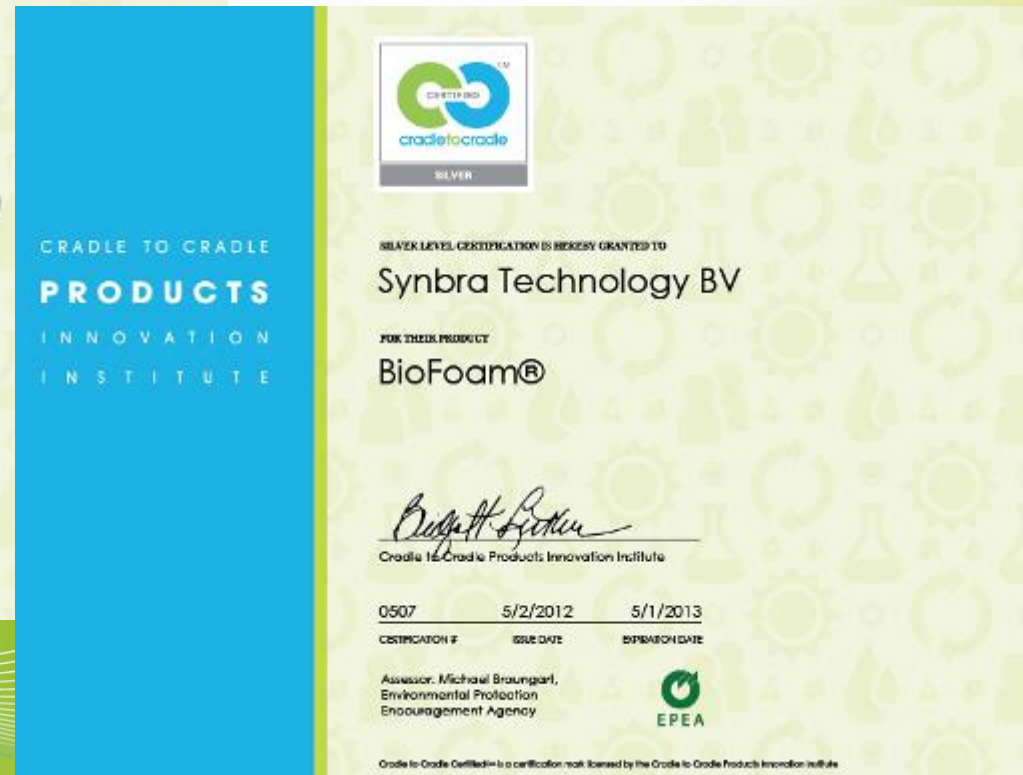 CRADLE TO CRADLE
PRODUCTS
INNOVATION
INSTITUTE
TM
CERTIFIED
cradletocradle
SILVER
SILVER LEVEL CERTIFICATION IS HEREBY GRANTED TO
Synbra Technology BV
FOR THEIR PRODUCT
BioFoam®
Cradle to Cradle Products Innovation Institute
0507 5/2/2012 5/1/2013
CERTIFICATION # ISSUE DATE EXPIRATION DATE
Assessor: Michael Braungart,
Environmental Protection
Encouragement Agency
EPEA
Cradle to Cradle Certified™ is a certification mark licensed by the Cradle to Cradle Products Innovation Institute